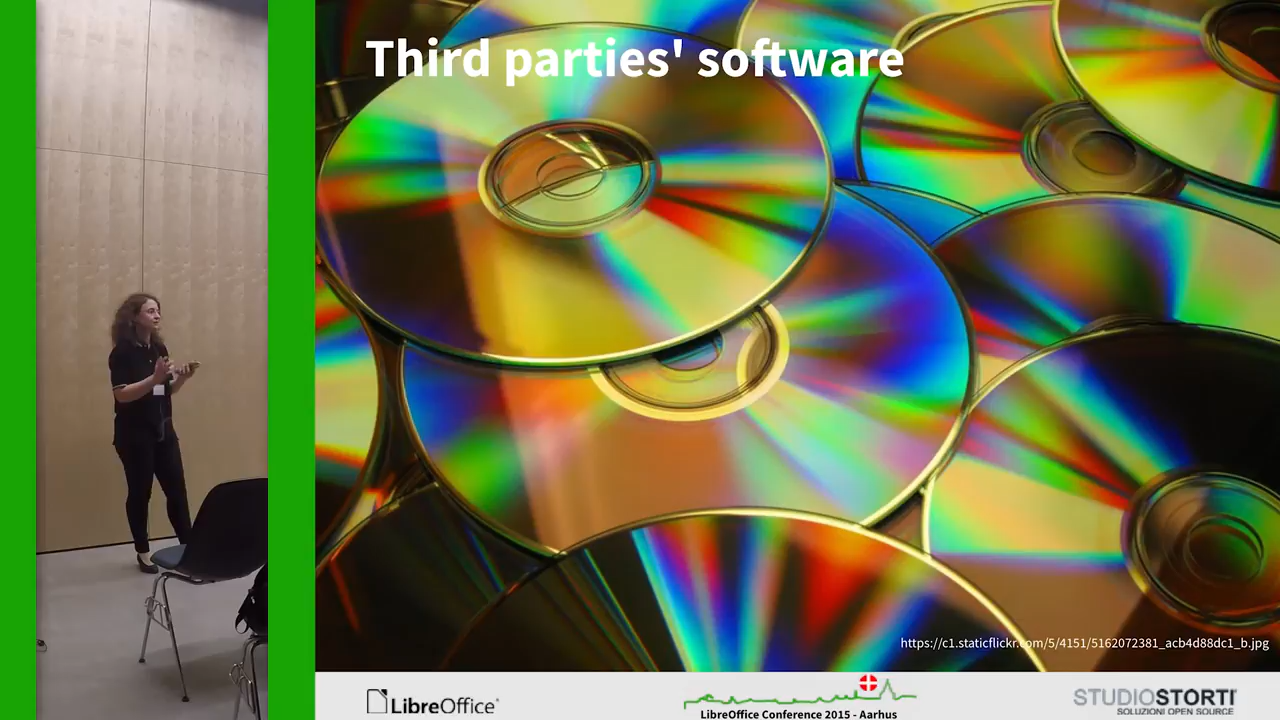 Third parties' software
https://c1.staticflickr.com/5/4151/5162072381_acb4d88dc1_b.jpg
LibreOffice®
LibreOffice Conference 2015 - Aarhus
STUDIOSTORTI
SOLUZIONI OPEN SOURCE